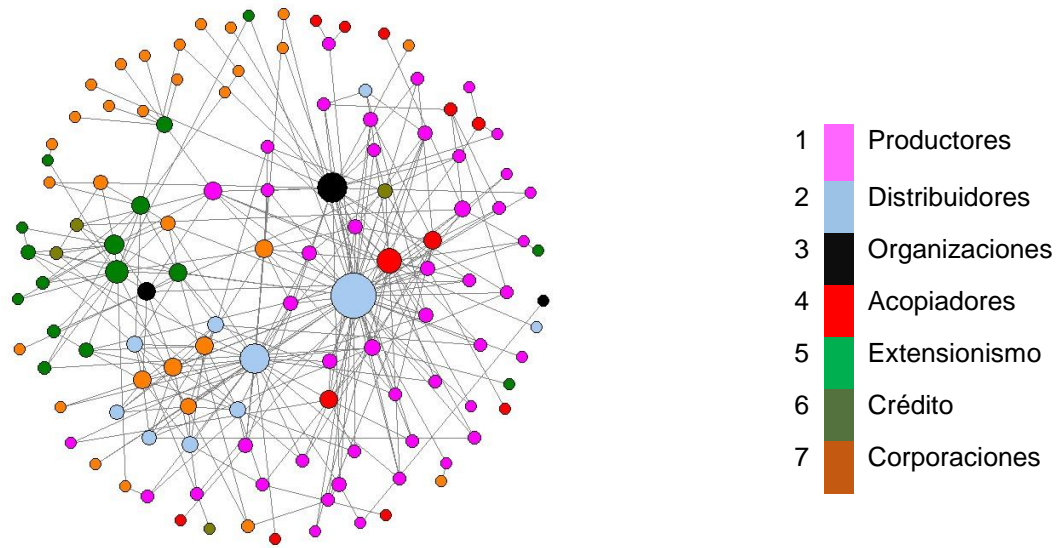 1 Productores
2 Distribuidores
3 Organizaciones
4 Acopiadores
5 Extensionismo
6 Crédito
7 Corporaciones